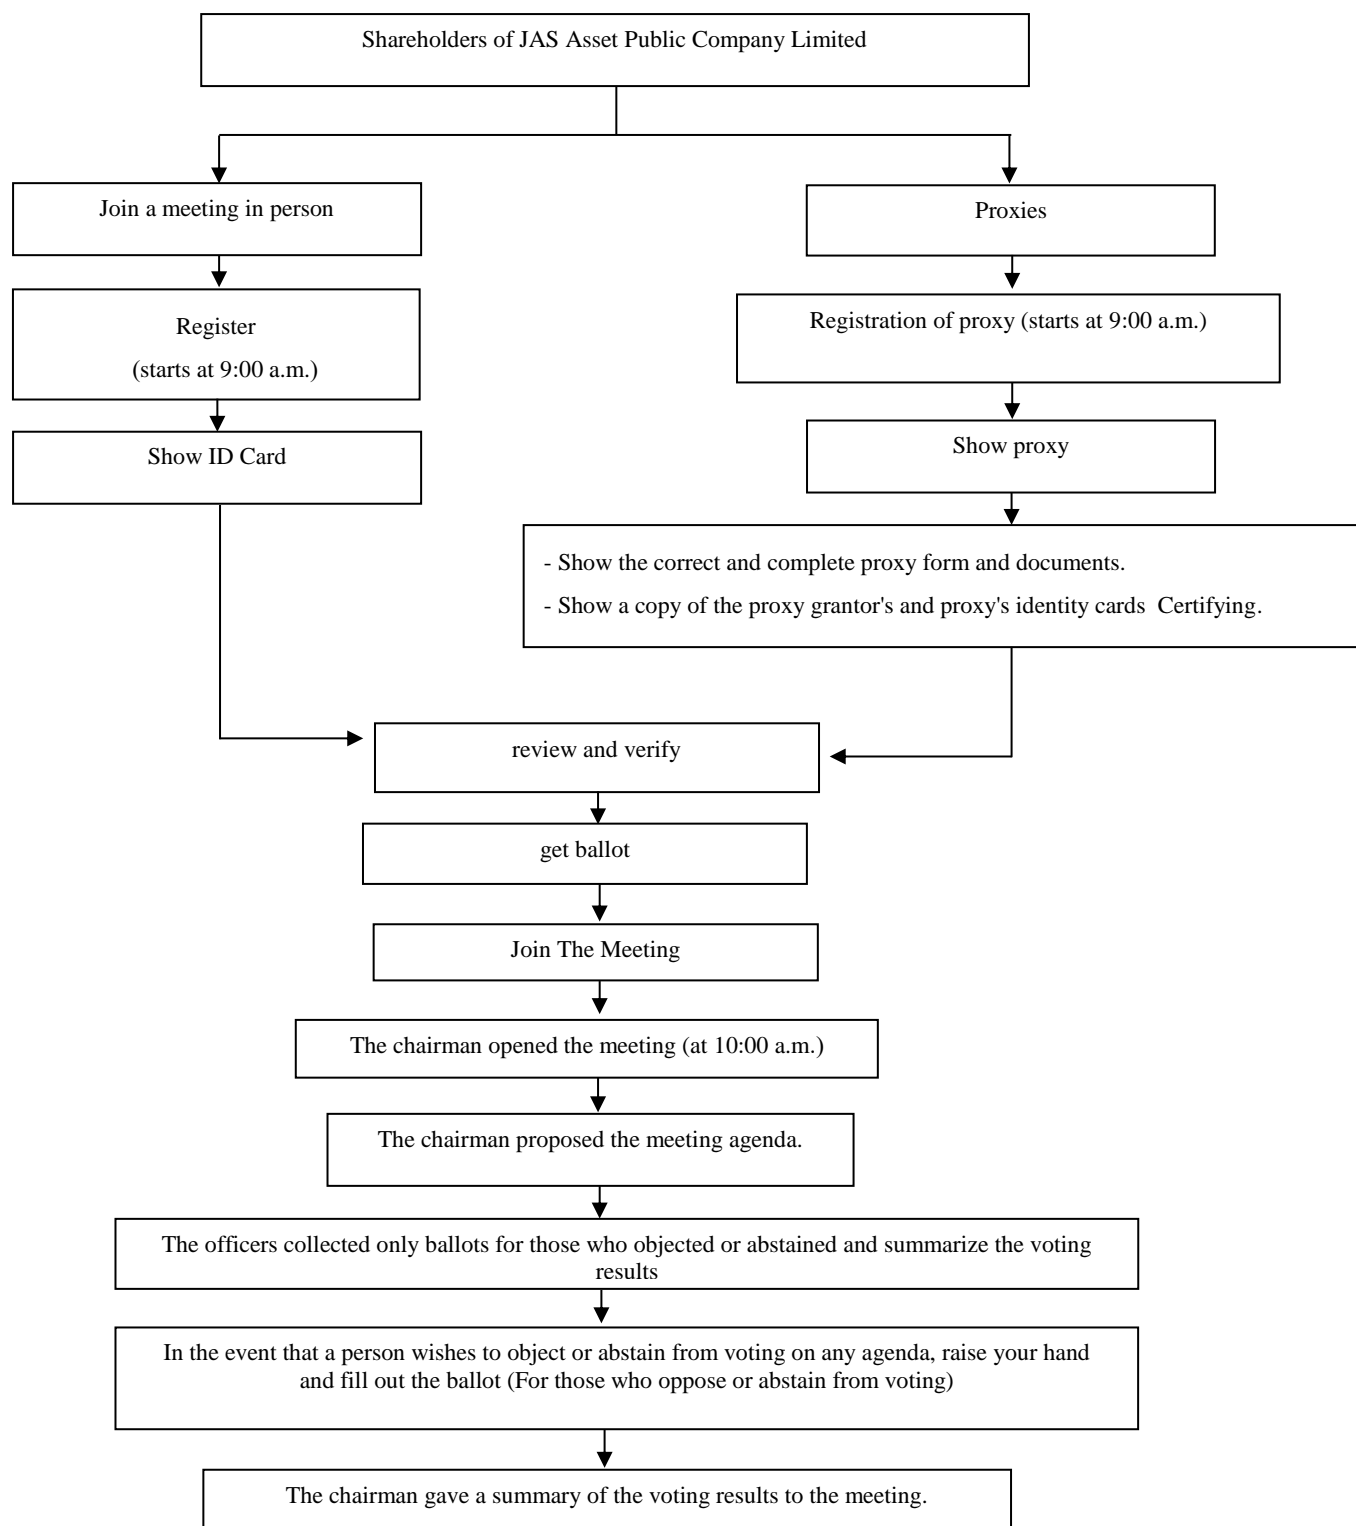 Shareholders of JAS Asset Public Company Limited
Join a meeting in person
Proxies
Register
(starts at 9:00 a.m.)
Registration of proxy (starts at 9:00 a.m.)
Show ID Card
Show proxy
- Show the correct and complete proxy form and documents.
- Show a copy of the proxy grantor's and proxy's identity cards  Certifying.
review and verify
get ballot
Join The Meeting
The chairman opened the meeting (at 10:00 a.m.)
The chairman proposed the meeting agenda.
The officers collected only ballots for those who objected or abstained and summarize the voting
results
In the event that a person wishes to object or abstain from voting on any agenda, raise your hand
and fill out the ballot (For those who oppose or abstain from voting)
The chairman gave a summary of the voting results to the meeting.